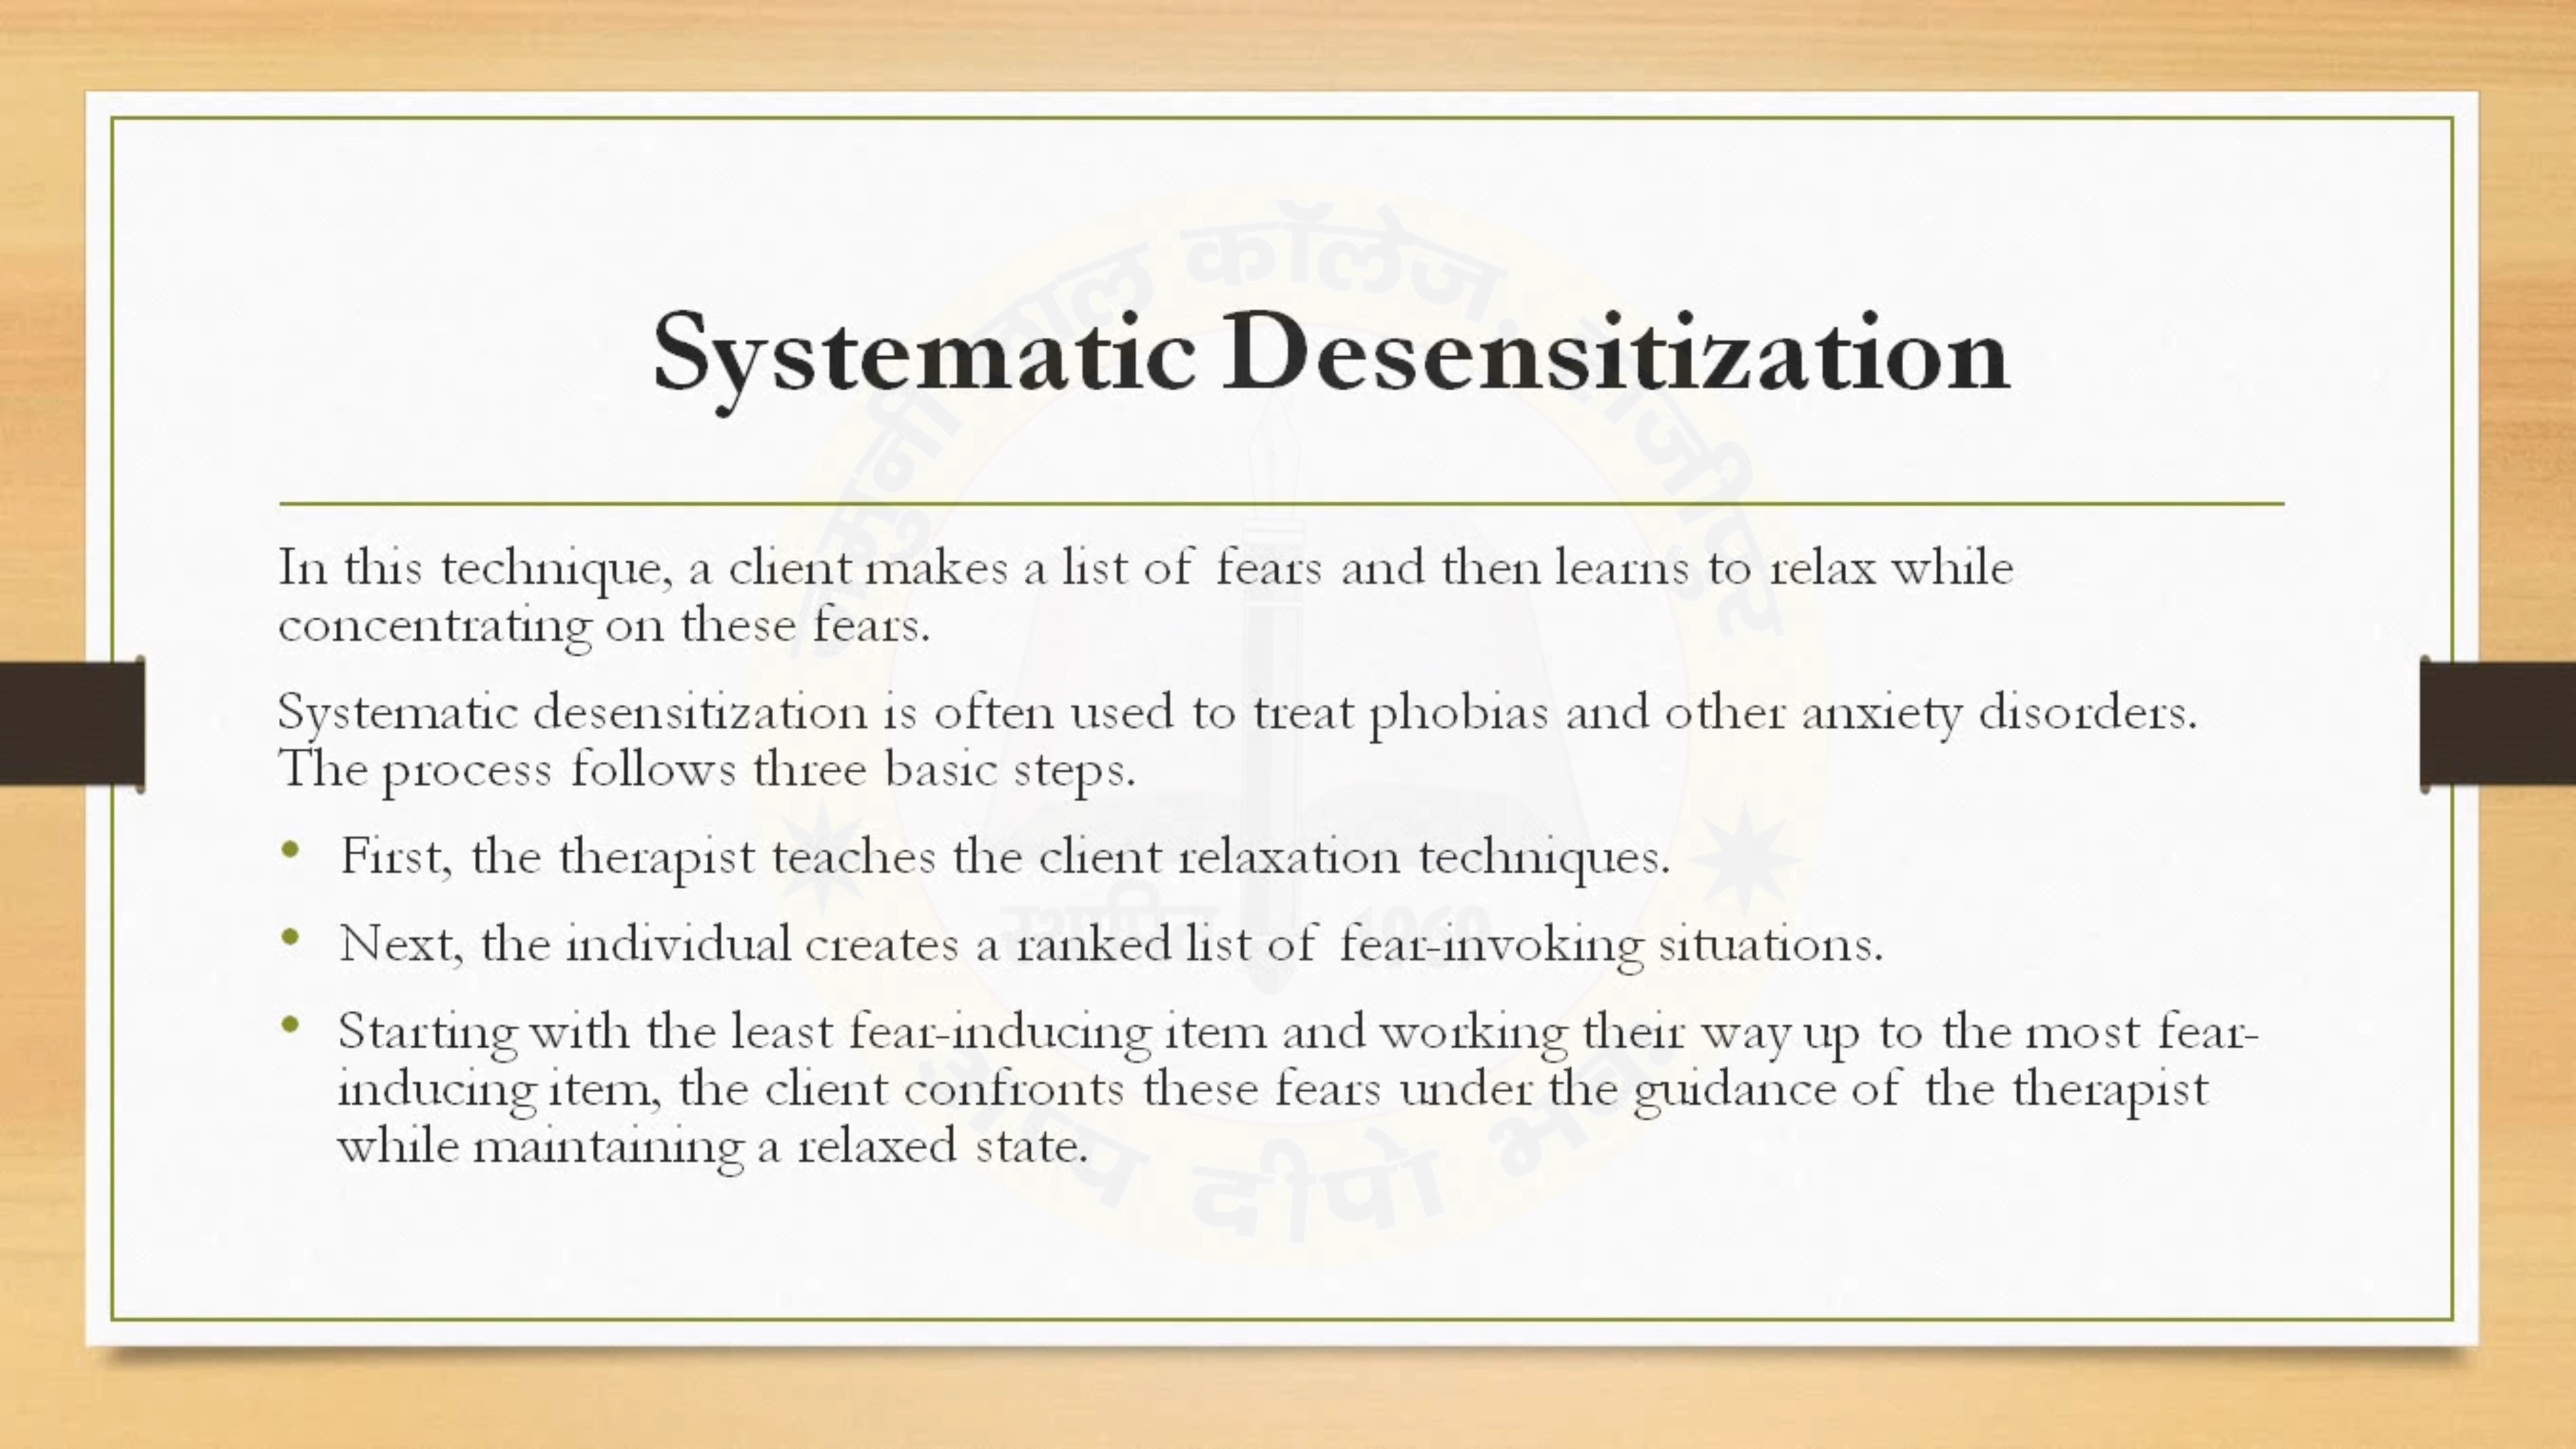 Systematic Desensitization
In this technique, a client makes a list of fears and then learns to relax while
concentrating on these fears.
Systematic desensitization is often used to treat phobias and other anxiety disorders.
The process follows three basic steps.
• First, the therapist teaches the client relaxation techniques.
• Next, the individual creates a ranked list of fear-invoking situations.
• Starting with the least fear-inducing item and working their way up to the most fear-
inducing item, the client confronts these fears under the guidance of the therapist
while maintaining a relaxed state.
लाल कॉलेज,
दीपो